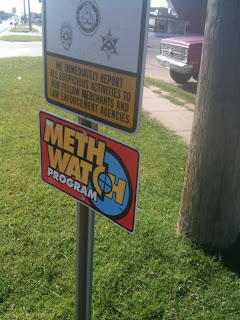 WE IMMEDIATELY REPORT
ALL SUSPICIOUS ACTIVITIES TO
OUR FELLOW MERCHANTS AND
LAW ENFORCEMENT AGENCIES
METH
WATCH
PROGRAM